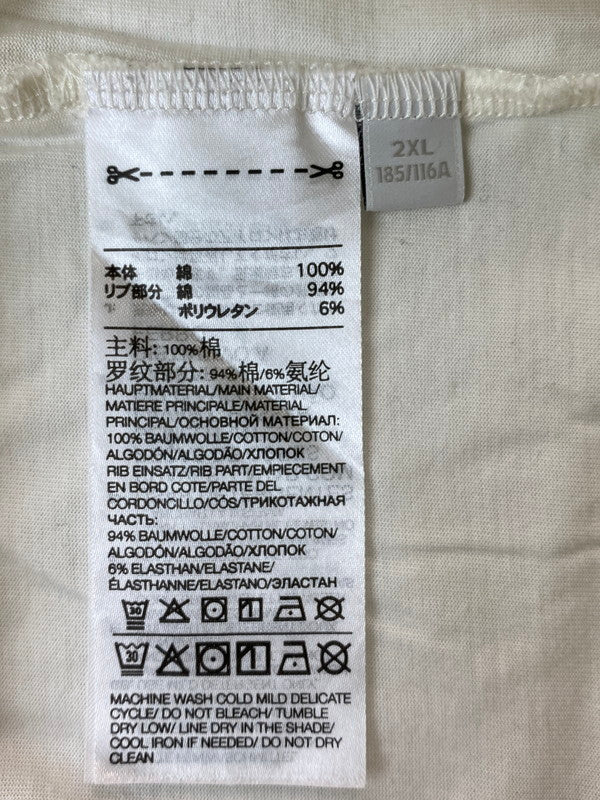 2XL
185/116A
本体 綿 100%
リブ部分 綿 94%
ポリウレタン 6%
主料: 100%棉
罗纹部分: 94%棉/6%氨纶
HAUPTMATERIAL/MAIN MATERIAL/
MATIERE PRINCIPALE/MATERIAL
PRINCIPAL/ОСНОВНОЙ МАТЕРИАЛ:
100% BAUMWOLLE/COTTON/COTON/
ALGODÓN/ALGODÃO/ХЛОПОК
RIB EINSATZ/RIB PART/EMPIECEMENT
EN BORD COTE/PARTE DEL
CORDONCILLO/CÓS/ТРИКОТАЖНАЯ
ЧАСТЬ:
94% BAUMWOLLE/COTTON/COTON/
ALGODÓN/ALGODÃO/ХЛОПОК
6% ELASTHAN/ELASTANE/
ÉLASTHANNE/ELASTANO/ЭЛАСТАН
30
30
MACHINE WASH COLD MILD DELICATE
CYCLE/ DO NOT BLEACH/ TUMBLE
DRY LOW/ LINE DRY IN THE SHADE/
COOL IRON IF NEEDED/ DO NOT DRY
CLEAN